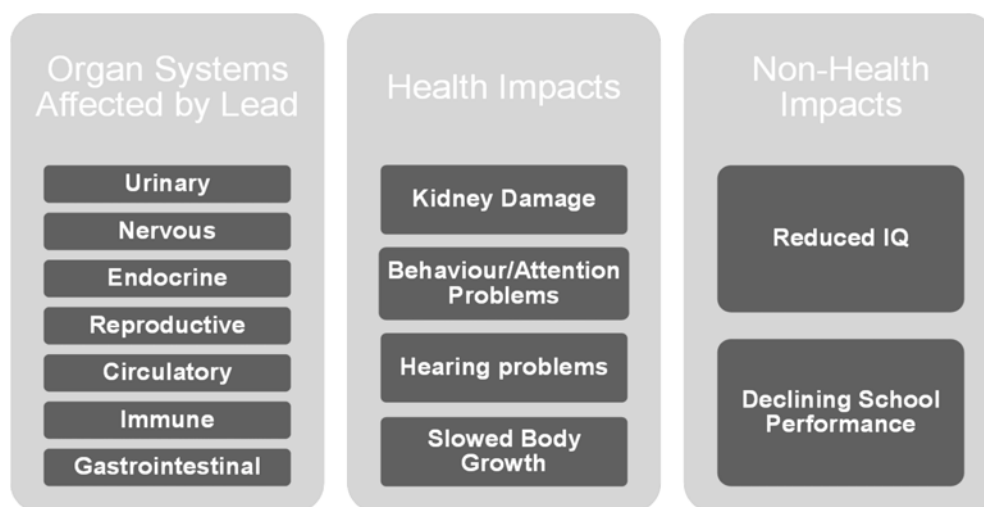 Organ Systems
Affected by Lead
Urinary
Nervous
Endocrine
Reproductive
Circulatory
Immune
Gastrointestinal
Health Impacts
Kidney Damage
Behaviour/Attention
Problems
Hearing problems
Slowed Body
Growth
Non-Health
Impacts
Reduced IQ
Declining School
Performance